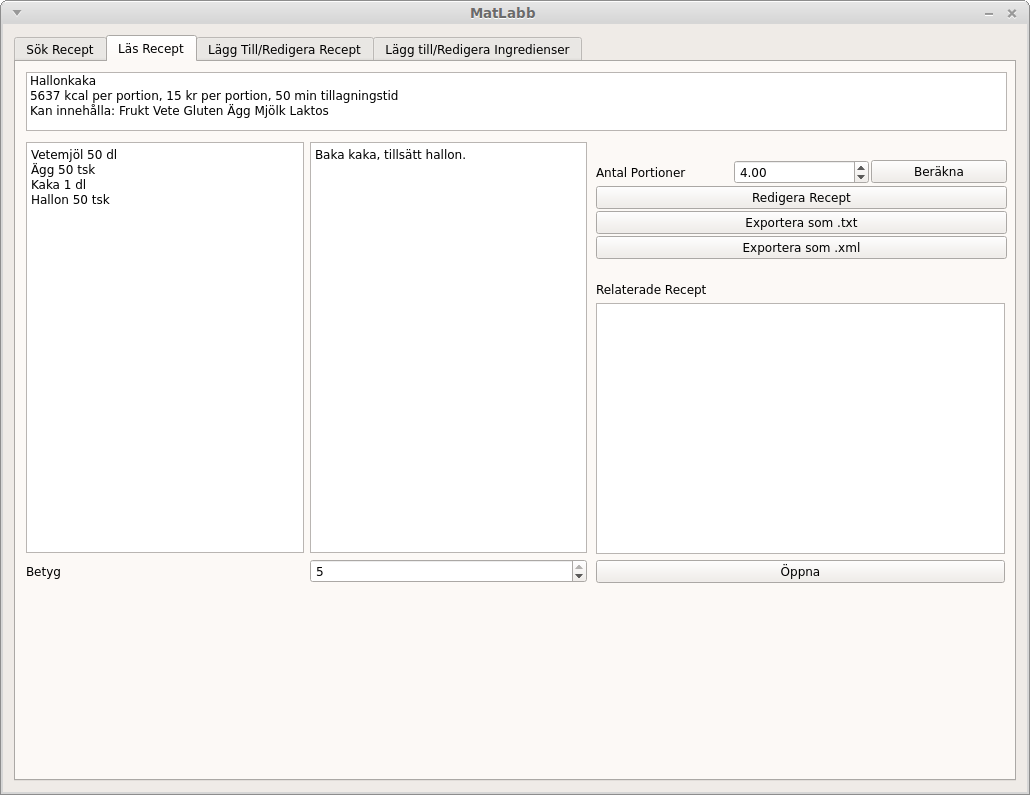 MatLabb
Sök Recept
Läs Recept
Lägg Till/Redigera Recept
Lägg till/Redigera Ingredienser
Hallonkaka
5637 kcal per portion, 15 kr per portion, 50 min tillagningstid
Kan innehålla: Frukt Vete Gluten Ägg Mjölk Laktos
Vetemjöl 50 dl
Ägg 50 tsk
Kaka 1 dl
Hallon 50 tsk
Baka kaka, tillsätt hallon.
Antal Portioner
4.00
Beräkna
Redigera Recept
Exportera som .txt
Exportera som .xml
Relaterade Recept
Betyg
5
Öppna